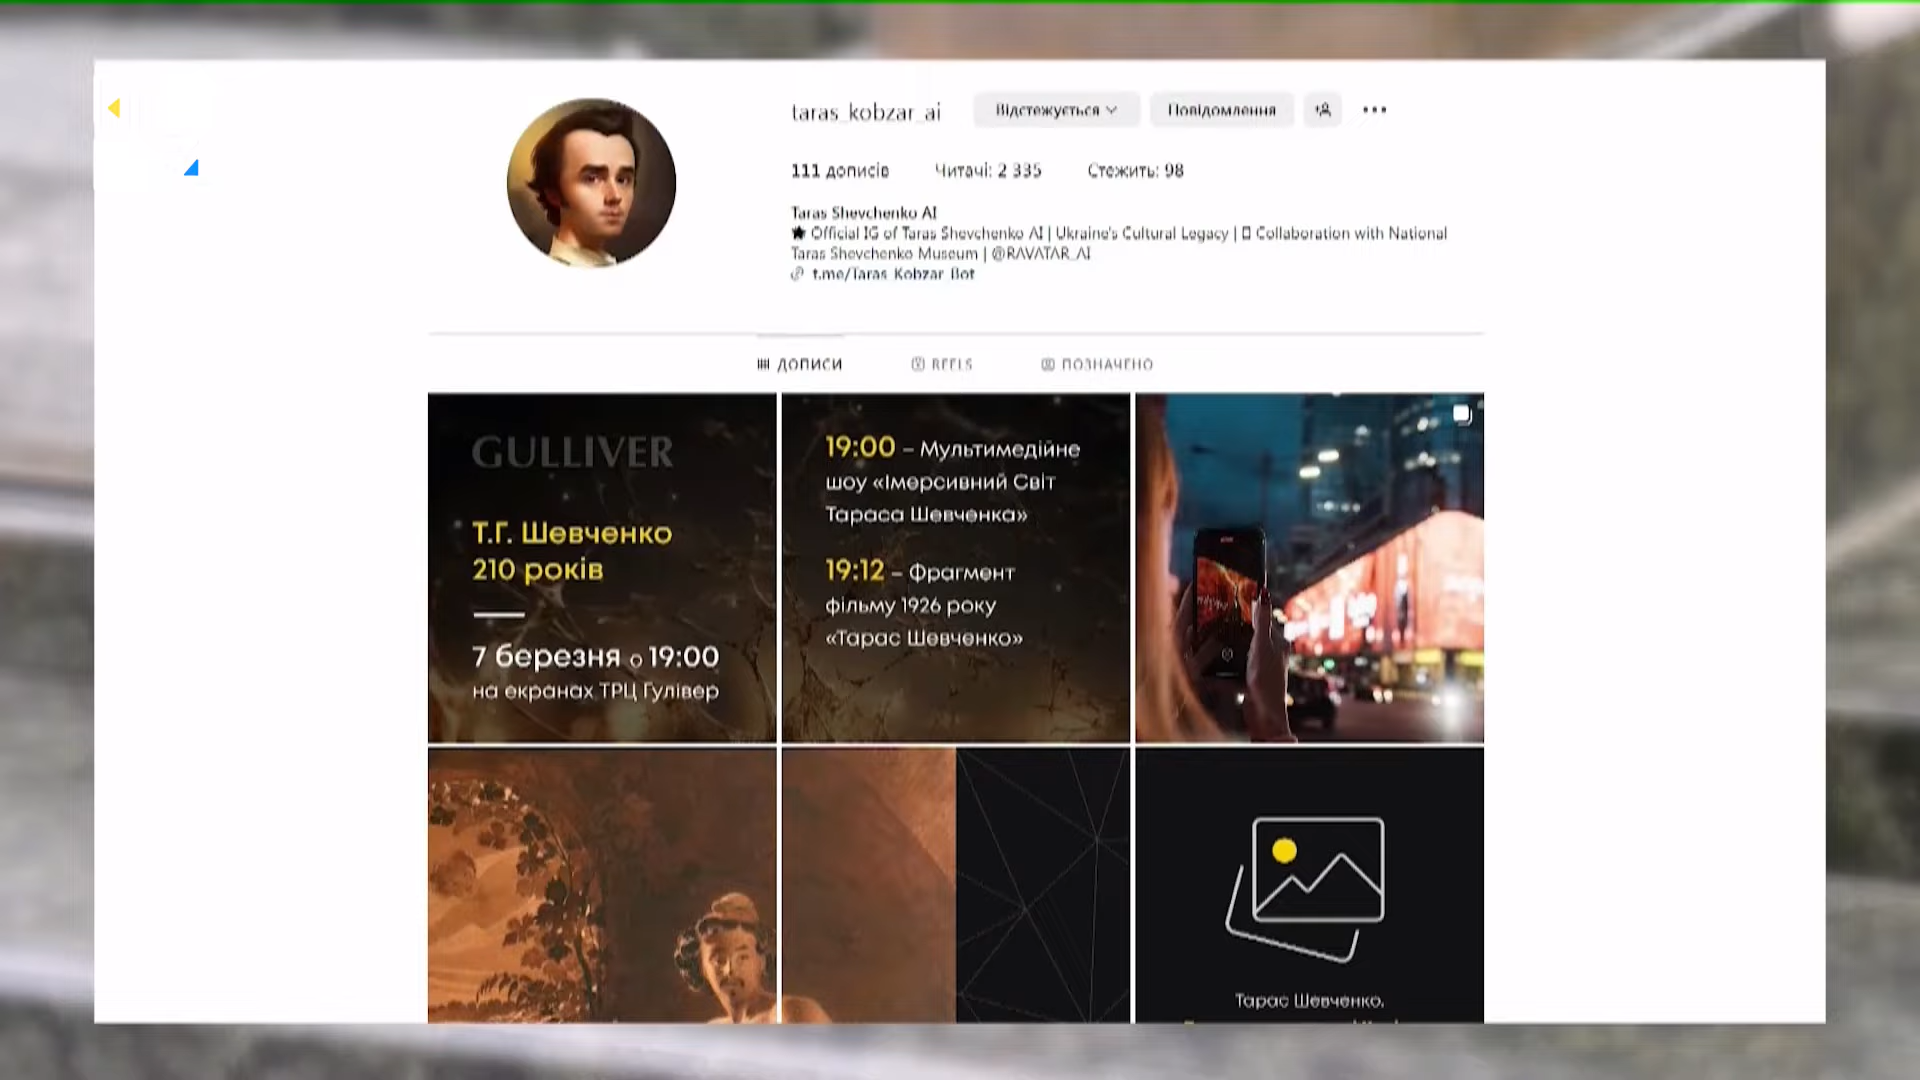 taras_kobzar_ai
Відстежується
Повідомлення
111 дописів
Читачі: 2 335
Стежить: 98
Taras Shevchenko AI
Official IG of Taras Shevchenko AI | Ukraine's Cultural Legacy | Collaboration with National
Taras Shevchenko Museum | @RAVATAR_AI
t.me/Taras_Kobzar_Bot
ДОПИСИ
REELS
ПОЗНАЧЕНО
GULLIVER
Т.Г. Шевченко
210 років
7 березня о 19:00
на екранах ТРЦ Гулівер
19:00 – Мультимедійне
шоу «Імерсивний Світ
Тараса Шевченка»
19:12 – Фрагмент
фільму 1926 року
«Тарас Шевченко»
Тарас Шевченко.